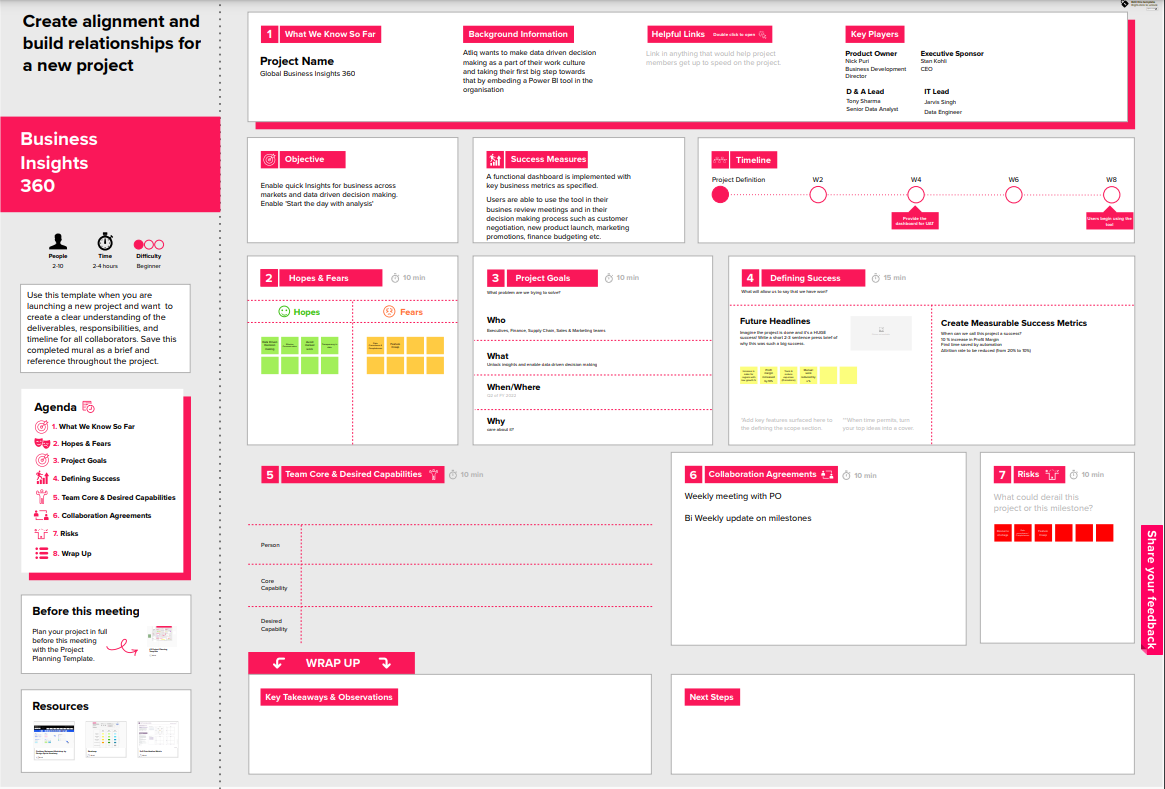 Create alignment and
build relationships for
a new project
Business
Insights
360
People
2-10
Time
2-4 hours
Difficulty
Beginner
Use this template when you are
launching a new project and want to
create a clear understanding of the
deliverables, responsibilities, and
timeline for all collaborators. Save this
completed mural as a brief and
reference throughout the project.
Agenda
1. What We Know So Far
2. Hopes & Fears
3. Project Goals
4. Defining Success
5. Team Core & Desired Capabilities
6. Collaboration Agreements
7. Risks
8. Wrap Up
Before this meeting
Plan your project in full
before this meeting
with the Project
Planning Template.
Resources
1 What We Know So Far
Project Name
Global Business Insights 360
Background Information
Atliq wants to make data driven decision
making as a part of their work culture
and taking their first big step towards
that by embeding a Power BI tool in the
organisation
Helpful Links Double click to open
Link in anything that would help project
members get up to speed on the project.
Key Players
Product Owner
Nick Puri
Business Development
Director
Executive Sponsor
Stan Kohli
CEO
D & A Lead
Tony Sharma
Senior Data Analyst
IT Lead
Jarvis Singh
Data Engineer
Objective
Enable quick Insights for business across
markets and data driven decision making.
Enable 'Start the day with analysis'
Success Measures
A functional dashboard is implemented with
key business metrics as specified.
Users are able to use the tool in their
busines review meetings and in their
decision making process such as customer
negotiation, new product launch, marketing
promotions, finance budgeting etc.
Timeline
Project Definition
W2
W4
W6
W8
Provide the
dashboard for UAT
Users begin using the
tool
2 Hopes & Fears
10 min
Hopes
Fears
3 Project Goals
10 min
What problem are we trying to solve?
Who
Executives, Finance, Supply Chain, Sales & Marketing teams
What
Unlock insights and enable data driven decision making
When/Where
Q2 of FY 2022
Why
care about it?
4 Defining Success
15 min
What will allow us to say that we have won?
Future Headlines
Imagine the project is done and it's a HUGE
success! Write a short 2-3 sentence press brief of
why this was such a big success.
*Add key features surfaced here to
the defining the scope section
**When time permits, turn
your top ideas into a cover
Create Measurable Success Metrics
When can we call this project a success?
10 % increase in Profit Margin
Find time saved by automation
Attrition rate to be reduced (from 20% to 10%)
5 Team Core & Desired Capabilities
10 min
Person
Core
Capability
Desired
Capability
6 Collaboration Agreements
10 min
Weekly meeting with PO
Bi Weekly update on milestones
7 Risks
10 min
What could derail this
project or this milestone?
Share your feedback
WRAP UP
Key Takeaways & Observations
Next Steps